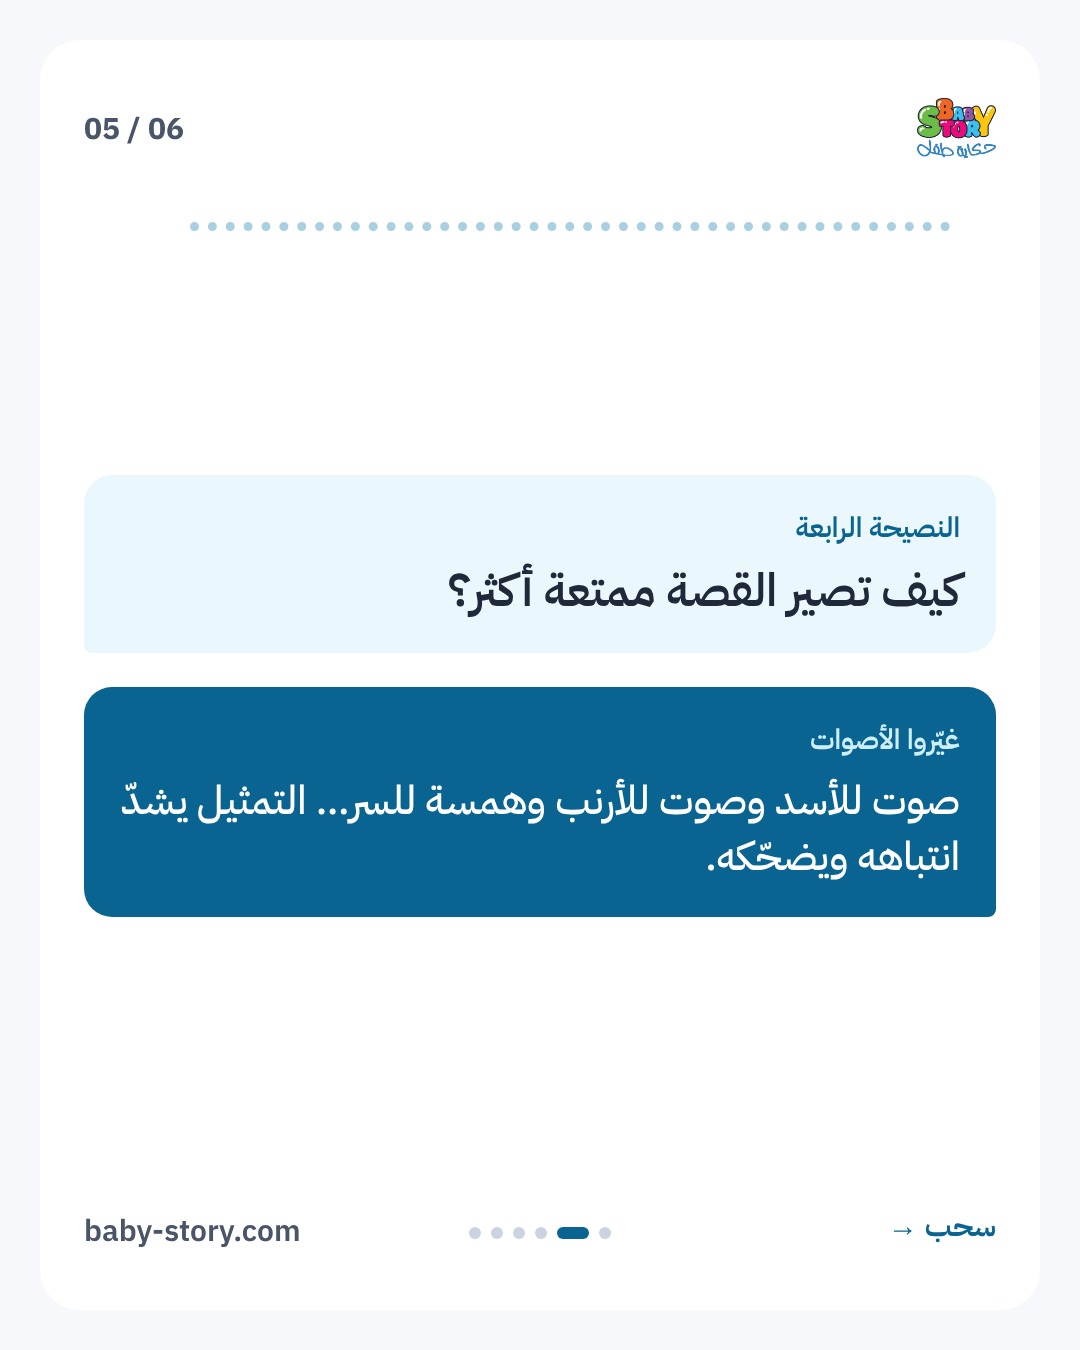 05 / 06
BABY
STORY
حكاية طفل
النصيحة الرابعة
كيف تصير القصة ممتعة أكثر؟
غيّروا الأصوات
صوت للأسد وصوت للأرنب وهمسة للسر... التمثيل يشدّ
انتباهه ويضحّكه.
سحب →
baby-story.com